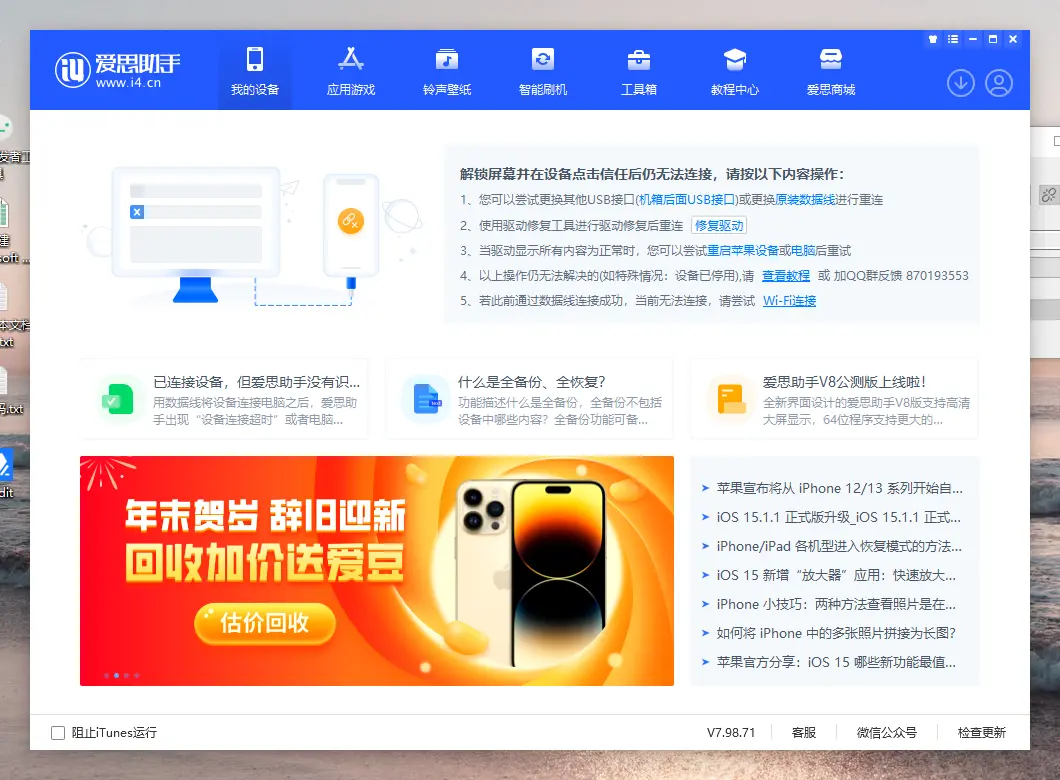 爱思助手
www.i4.cn
我的设备
应用游戏
铃声壁纸
智能刷机
工具箱
教程中心
爱思商城
解锁屏幕并在设备点击信任后仍无法连接，请按以下内容操作：
1、您可以尝试更换其他USB接口(机箱后面USB接口)或更换原装数据线进行重连
2、使用驱动修复工具进行驱动修复后重连 修复驱动
3、当驱动显示所有内容为正常时，您可以尝试重启苹果设备或电脑后重试
4、以上操作仍无法解决的(如特殊情况：设备已停用),请 查看教程 或 加QQ群反馈 870193553
5、若此前通过数据线连接成功，当前无法连接，请尝试 Wi-Fi连接
已连接设备，但爱思助手没有识...
用数据线将设备连接电脑之后，爱思助
手出现“设备连接超时”或者电脑...
什么是全备份、全恢复？
功能描述什么是全备份，全备份不包括
设备中哪些内容？全备份功能可备...
爱思助手V8公测版上线啦！
全新界面设计的爱思助手V8版支持高清
大屏显示，64位程序支持更大的...
年末贺岁 辞旧迎新
回收加价送爱豆
估价回收
苹果宣布将从 iPhone 12/13 系列开始自...
iOS 15.1.1 正式版升级_iOS 15.1.1 正式...
iPhone/iPad 各机型进入恢复模式的方法...
iOS 15 新增“放大器”应用：快速放大...
iPhone 小技巧：两种方法查看照片是在...
如何将 iPhone 中的多张照片拼接为长图？
苹果官方分享：iOS 15 哪些新功能最值...
阻止iTunes运行
V7.98.71
客服
微信公众号
检查更新